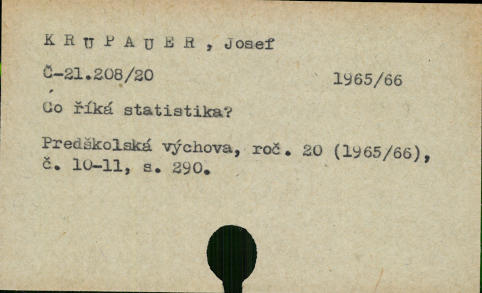 K R U P A U E R , Josef
Č-21.208/20 1965/66
Co říká statistika?
Predškolská výchova, roč. 20 (1965/66),
č. 10-11, s. 290.